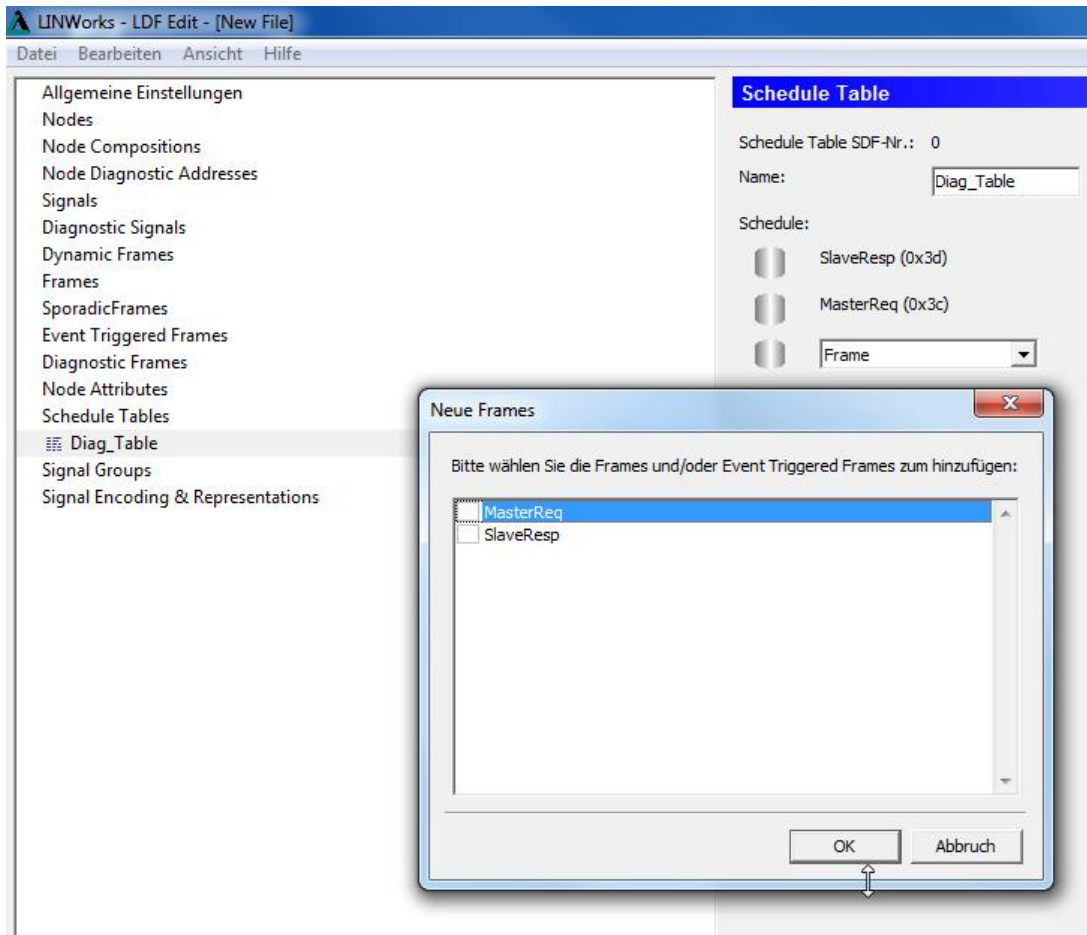 LINWorks - LDF Edit - [New File]
Datei Bearbeiten Ansicht Hilfe
Allgemeine Einstellungen
Nodes
Node Compositions
Node Diagnostic Addresses
Signals
Diagnostic Signals
Dynamic Frames
Frames
SporadicFrames
Event Triggered Frames
Diagnostic Frames
Node Attributes
Schedule Tables
Diag_Table
Signal Groups
Signal Encoding & Representations
Schedule Table
Schedule Table SDF-Nr.: 0
Name: Diag_Table
Schedule:
SlaveResp (0x3d)
MasterReq (0x3c)
Frame
Neue Frames
Bitte wählen Sie die Frames und/oder Event Triggered Frames zum hinzufügen:
MasterReq
SlaveResp
OK Abbruch